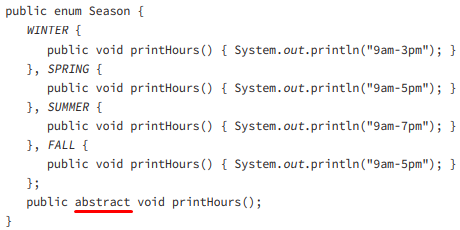 public enum Season {
WINTER {
public void printHours() { System.out.println("9am-3pm"); }
}, SPRING {
public void printHours() { System.out.println("9am-5pm"); }
}, SUMMER {
public void printHours() { System.out.println("9am-7pm"); }
}, FALL {
public void printHours() { System.out.println("9am-5pm"); }
};
public abstract void printHours();
}